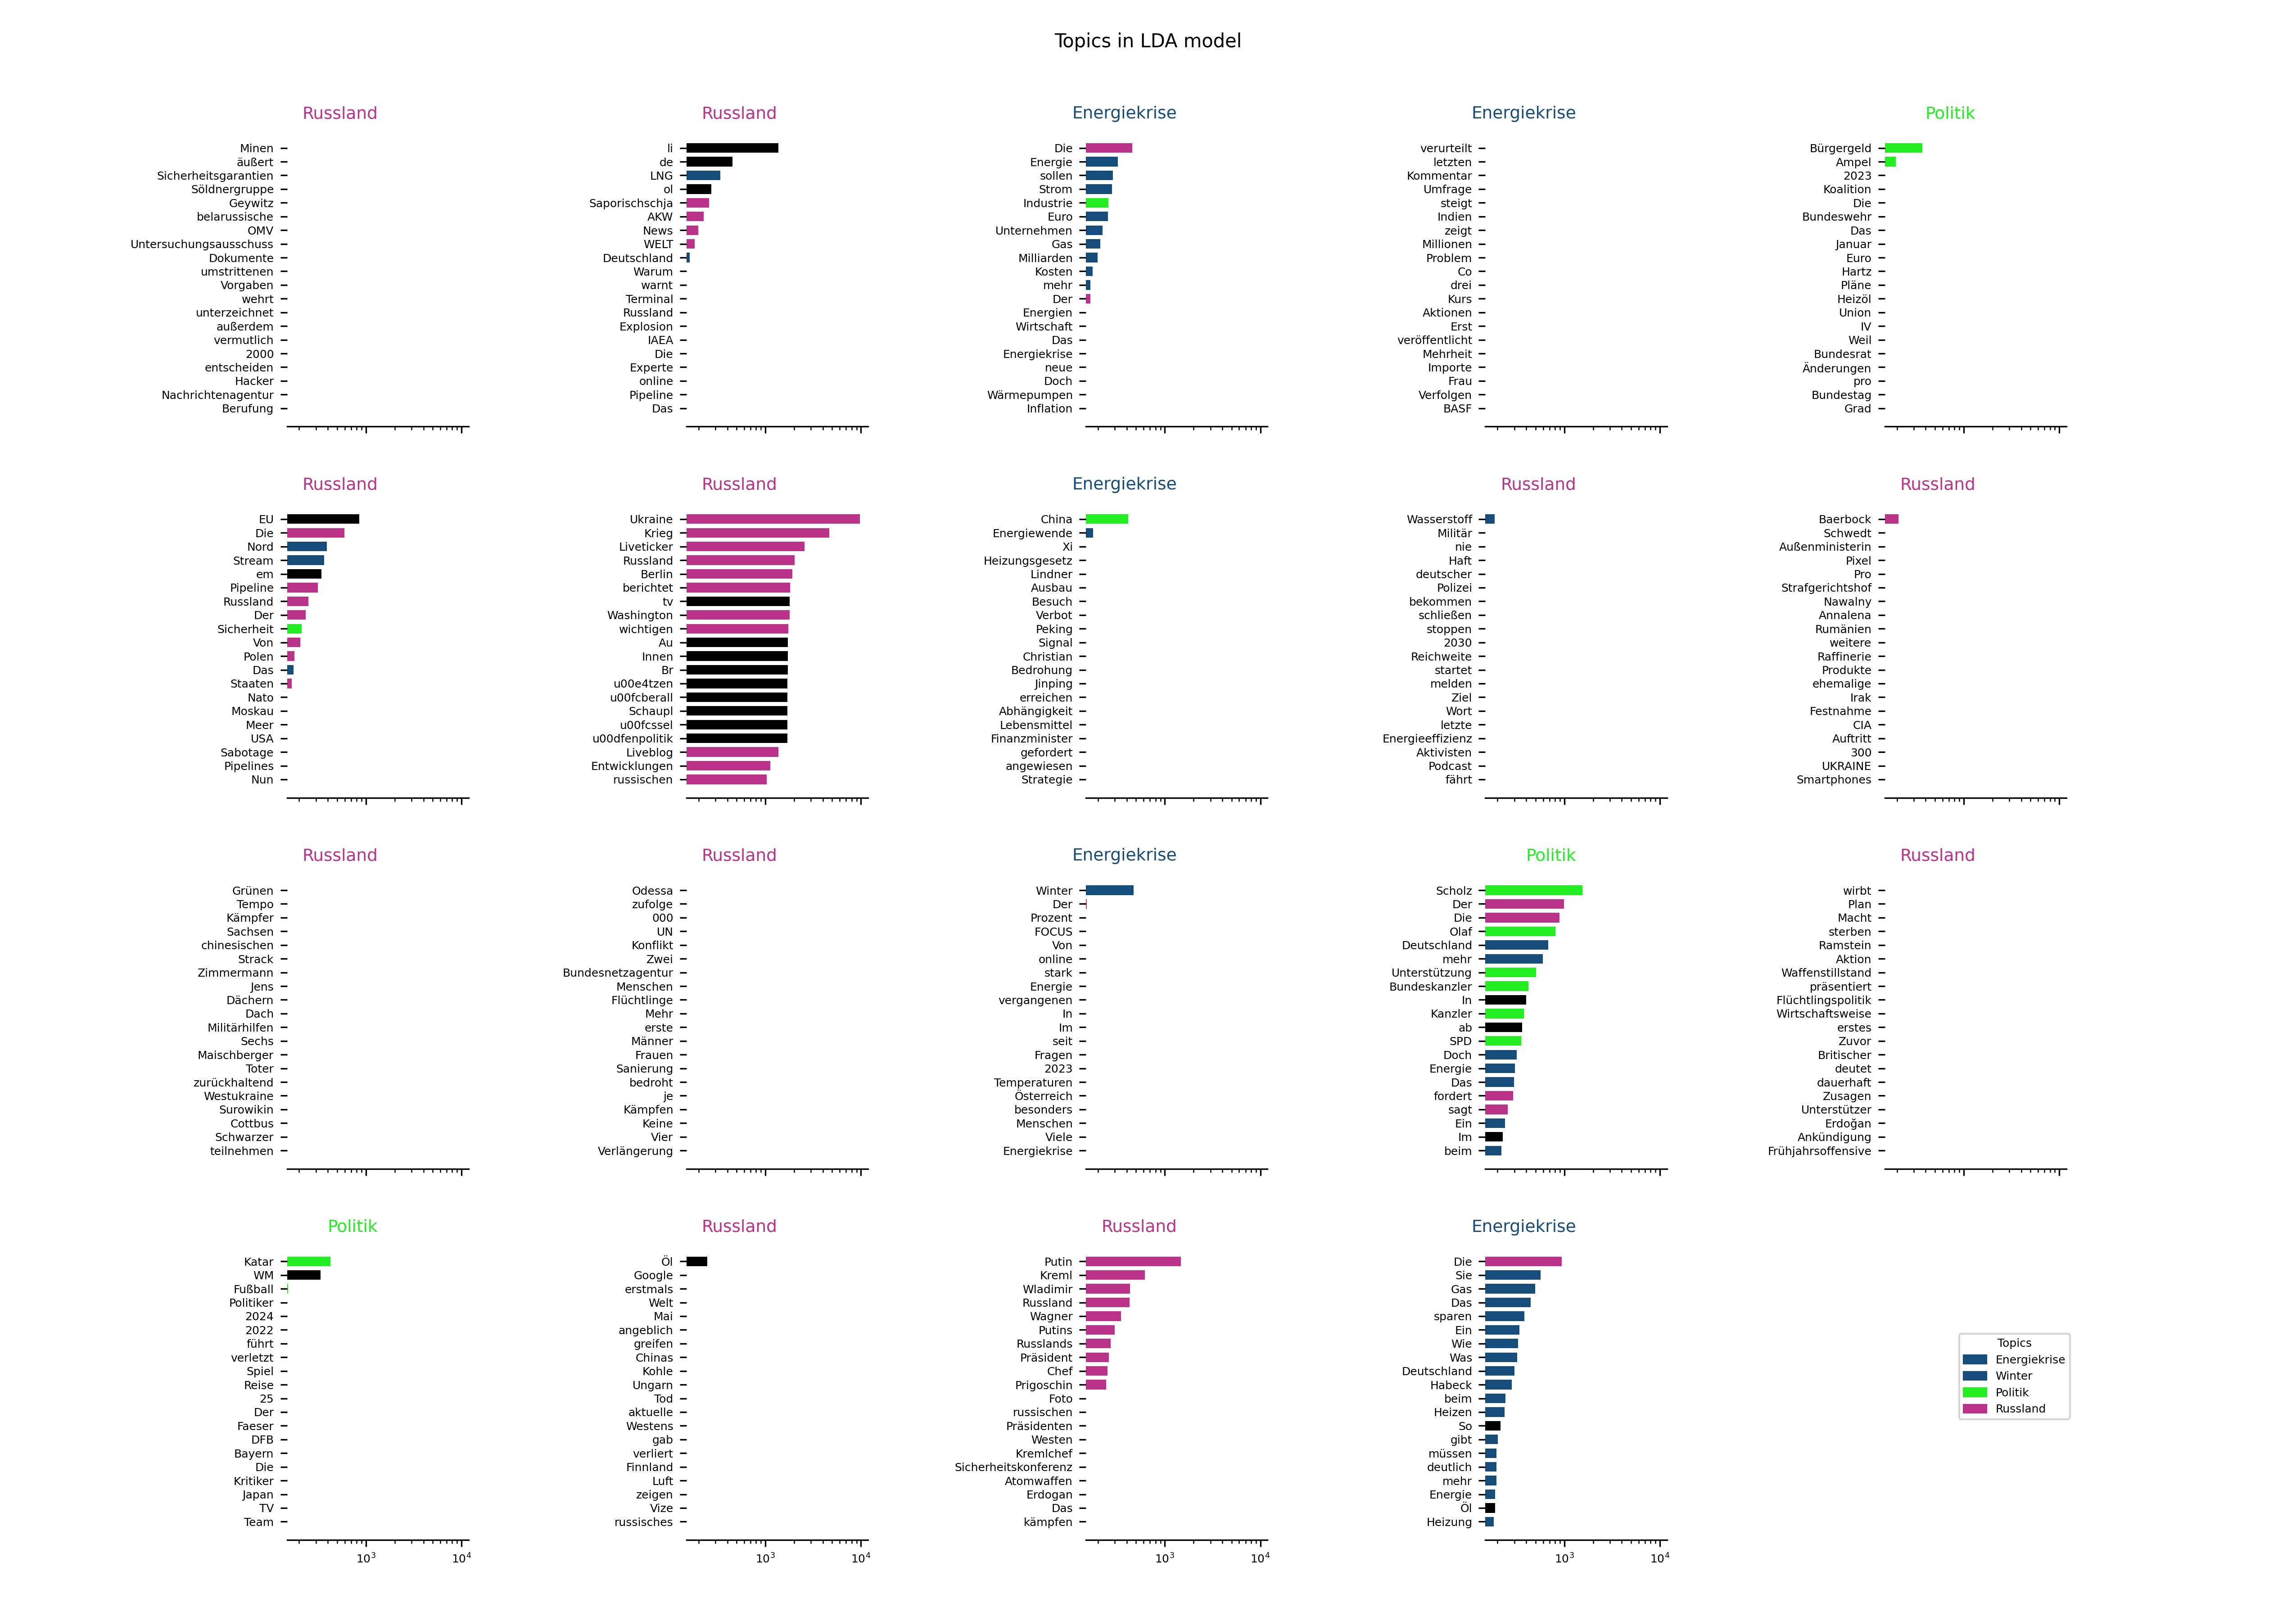 Topics in LDA model
Russland
Minen
äußert
Sicherheitsgarantien
Söldnergruppe
Geywitz
belarussische
OMV
Untersuchungsausschuss
Dokumente
umstrittenen
Vorgaben
wehrt
unterzeichnet
außerdem
vermutlich
2000
entscheiden
Hacker
Nachrichtenagentur
Berufung
Russland
li
de
LNG
ol
Saporischschja
AKW
News
WELT
Deutschland
Warum
warnt
Terminal
Russland
Explosion
IAEA
Die
Experte
online
Pipeline
Das
Energiekrise
Die
Energie
sollen
Strom
Industrie
Euro
Unternehmen
Gas
Milliarden
Kosten
mehr
Der
Energien
Wirtschaft
Das
Energiekrise
neue
Doch
Wärmepumpen
Inflation
Energiekrise
verurteilt
letzten
Kommentar
Umfrage
steigt
Indien
zeigt
Millionen
Problem
Co
drei
Kurs
Aktionen
Erst
veröffentlicht
Mehrheit
Importe
Frau
Verfolgen
BASF
Politik
Bürgergeld
Ampel
2023
Koalition
Die
Bundeswehr
Das
Januar
Euro
Hartz
Pläne
Heizöl
Union
IV
Weil
Bundesrat
Änderungen
pro
Bundestag
Grad
Russland
EU
Die
Nord
Stream
em
Pipeline
Russland
Der
Sicherheit
Von
Polen
Das
Staaten
Nato
Moskau
Meer
USA
Sabotage
Pipelines
Nun
Russland
Ukraine
Krieg
Liveticker
Russland
Berlin
berichtet
tv
Washington
wichtigen
Au
Innen
Br
u00e4tzen
u00fcberall
Schaupl
u00fcssel
u00dfenpolitik
Liveblog
Entwicklungen
russischen
Energiekrise
China
Energiewende
Xi
Heizungsgesetz
Lindner
Ausbau
Besuch
Verbot
Peking
Signal
Christian
Bedrohung
Jinping
erreichen
Abhängigkeit
Lebensmittel
Finanzminister
gefordert
angewiesen
Strategie
Russland
Wasserstoff
Militär
nie
Haft
deutscher
Polizei
bekommen
schließen
stoppen
2030
Reichweite
startet
melden
Ziel
Wort
letzte
Energieeffizienz
Aktivisten
Podcast
fährt
Russland
Baerbock
Schwedt
Außenministerin
Pixel
Pro
Strafgerichtshof
Nawalny
Annalena
Rumänien
weitere
Raffinerie
Produkte
ehemalige
Irak
Festnahme
CIA
Auftritt
300
UKRAINE
Smartphones
Russland
Grünen
Tempo
Kämpfer
Sachsen
chinesischen
Strack
Zimmermann
Jens
Dächern
Dach
Militärhilfen
Sechs
Maischberger
Toter
zurückhaltend
Westukraine
Surowikin
Cottbus
Schwarzer
teilnehmen
Russland
Odessa
zufolge
000
UN
Konflikt
Zwei
Bundesnetzagentur
Menschen
Flüchtlinge
Mehr
erste
Männer
Frauen
Sanierung
bedroht
je
Kämpfen
Keine
Vier
Verlängerung
Energiekrise
Winter
Der
Prozent
FOCUS
Von
online
stark
Energie
vergangenen
In
Im
seit
Fragen
2023
Temperaturen
Österreich
besonders
Menschen
Viele
Energiekrise
Politik
Scholz
Der
Die
Olaf
Deutschland
mehr
Unterstützung
Bundeskanzler
In
Kanzler
ab
SPD
Doch
Energie
Das
fordert
sagt
Ein
Im
beim
Russland
wirbt
Plan
Macht
sterben
Ramstein
Aktion
Waffenstillstand
präsentiert
Flüchtlingspolitik
Wirtschaftsweise
erstes
Zuvor
Britischer
deutet
dauerhaft
Zusagen
Unterstützer
Erdoğan
Ankündigung
Frühjahrsoffensive
Politik
Katar
WM
Fußball
Politiker
2024
2022
führt
verletzt
Spiel
Reise
25
Der
Faeser
DFB
Bayern
Die
Kritiker
Japan
TV
Team
10³ 10⁴
Russland
Öl
Google
erstmals
Welt
Mai
angeblich
greifen
Chinas
Kohle
Ungarn
Tod
aktuelle
Westens
gab
verliert
Finnland
Luft
zeigen
Vize
russisches
10³ 10⁴
Russland
Putin
Kreml
Wladimir
Russland
Wagner
Putins
Russlands
Präsident
Chef
Prigoschin
Foto
russischen
Präsidenten
Westen
Kremlchef
Sicherheitskonferenz
Atomwaffen
Erdogan
Das
kämpfen
10³ 10⁴
Energiekrise
Die
Sie
Gas
Das
sparen
Ein
Wie
Was
Deutschland
Habeck
beim
Heizen
So
gibt
müssen
deutlich
mehr
Energie
Öl
Heizung
10³ 10⁴
Topics
Energiekrise
Winter
Politik
Russland